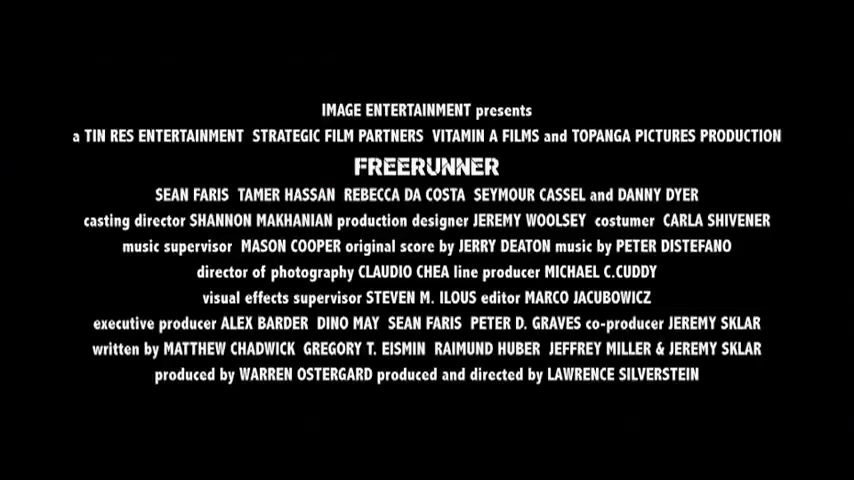 IMAGE ENTERTAINMENT presents
a TIN RES ENTERTAINMENT STRATEGIC FILM PARTNERS VITAMIN A FILMS and TOPANGA PICTURES PRODUCTION
FREERUNNER
SEAN FARIS TAMER HASSAN REBECCA DA COSTA SEYMOUR CASSEL and DANNY DYER
casting director SHANNON MAKHANIAN production designer JEREMY WOOLSEY costumer CARLA SHIVENER
music supervisor MASON COOPER original score by JERRY DEATON music by PETER DISTEFANO
director of photography CLAUDIO CHEA line producer MICHAEL C.CUDDY
visual effects supervisor STEVEN M. ILOUS editor MARCO JACUBOWICZ
executive producer ALEX BARDER DINO MAY SEAN FARIS PETER D. GRAVES co-producer JEREMY SKLAR
written by MATTHEW CHADWICK GREGORY T. EISMIN RAIMUND HUBER JEFFREY MILLER & JEREMY SKLAR
produced by WARREN OSTERGARD produced and directed by LAWRENCE SILVERSTEIN